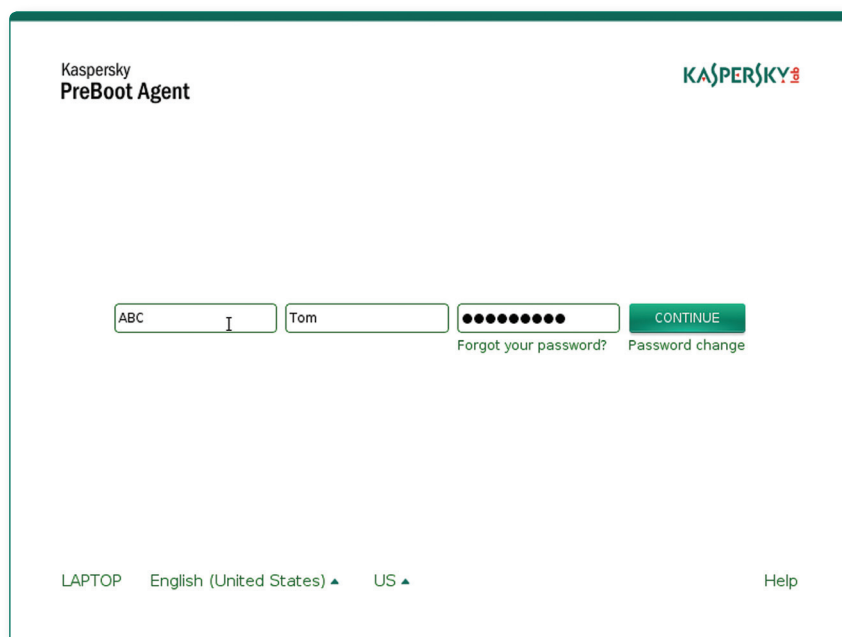 Kaspersky
PreBoot Agent
KASPERSKY lab
ABC
Tom
●●●●●●●●●
CONTINUE
Forgot your password?
Password change
LAPTOP
English (United States)
US
Help